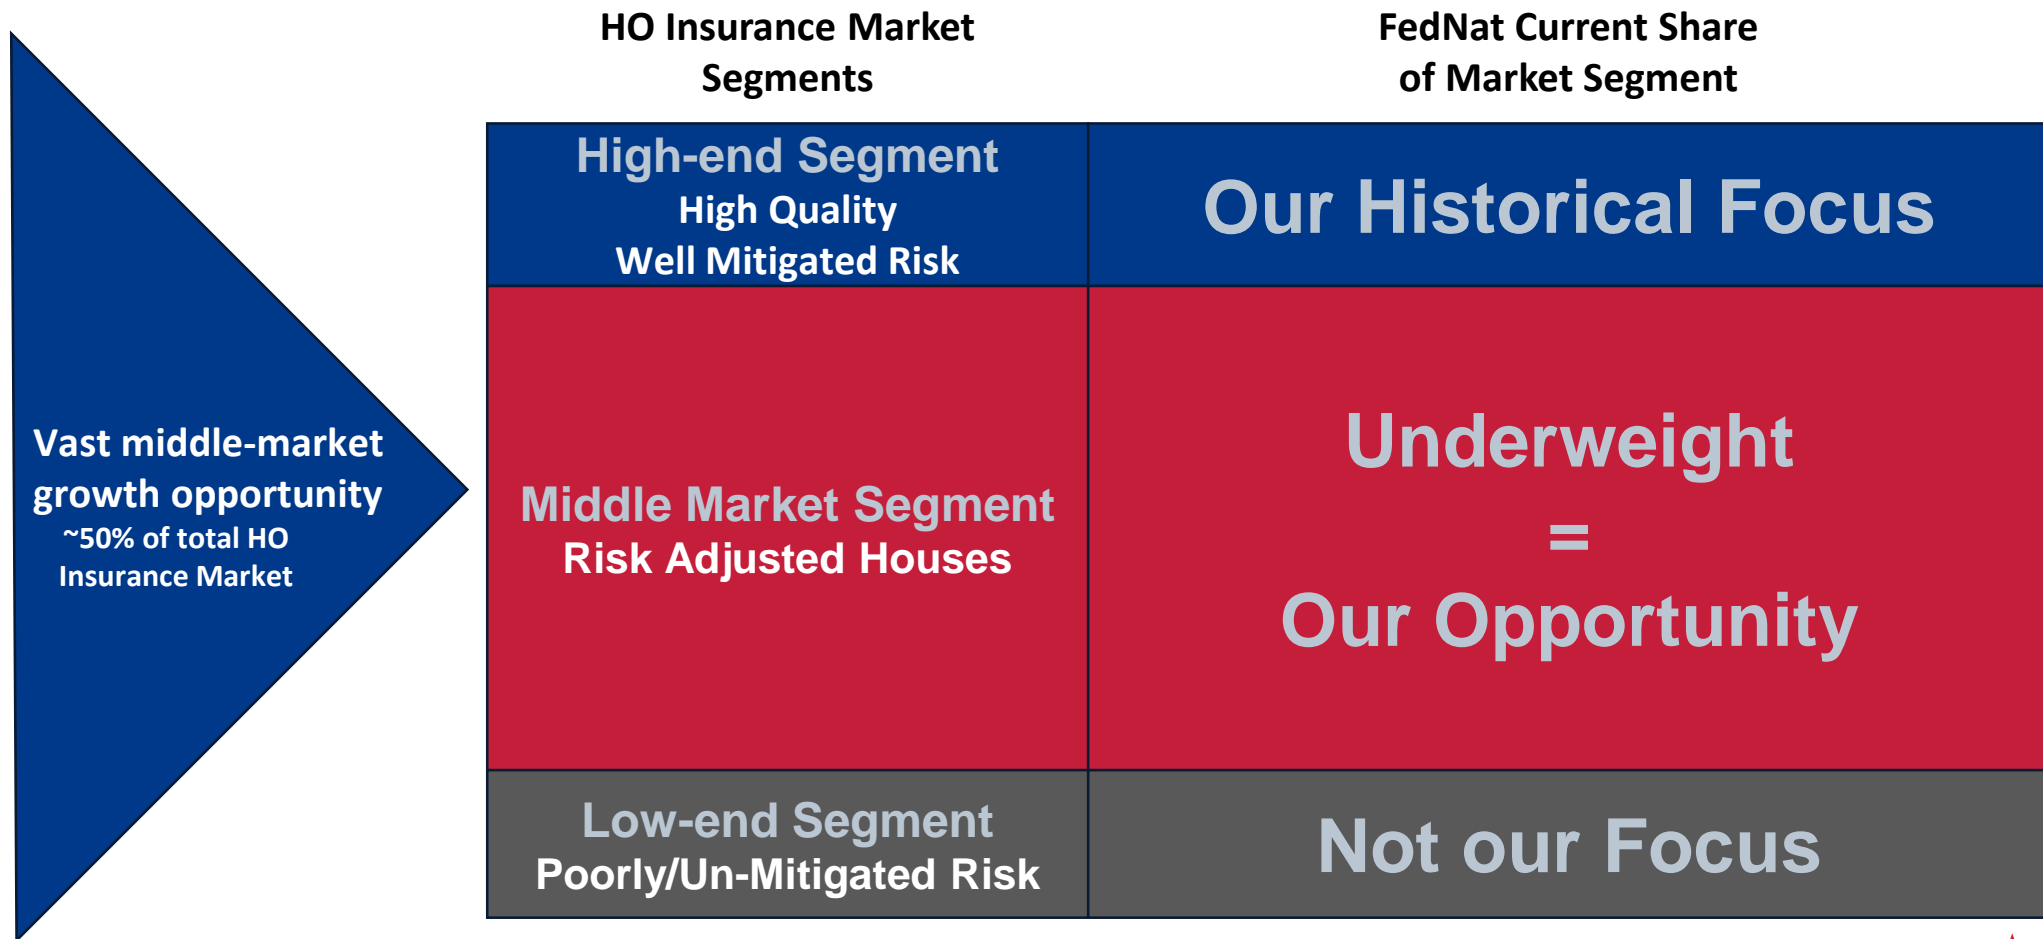 HO Insurance Market
Segments
FedNat Current Share
of Market Segment
High-end Segment
High Quality
Well Mitigated Risk
Our Historical Focus
Vast middle-market
growth opportunity
~50% of total HO
Insurance Market
Middle Market Segment
Risk Adjusted Houses
Underweight
=
Our Opportunity
Low-end Segment
Poorly/Un-Mitigated Risk
Not our Focus